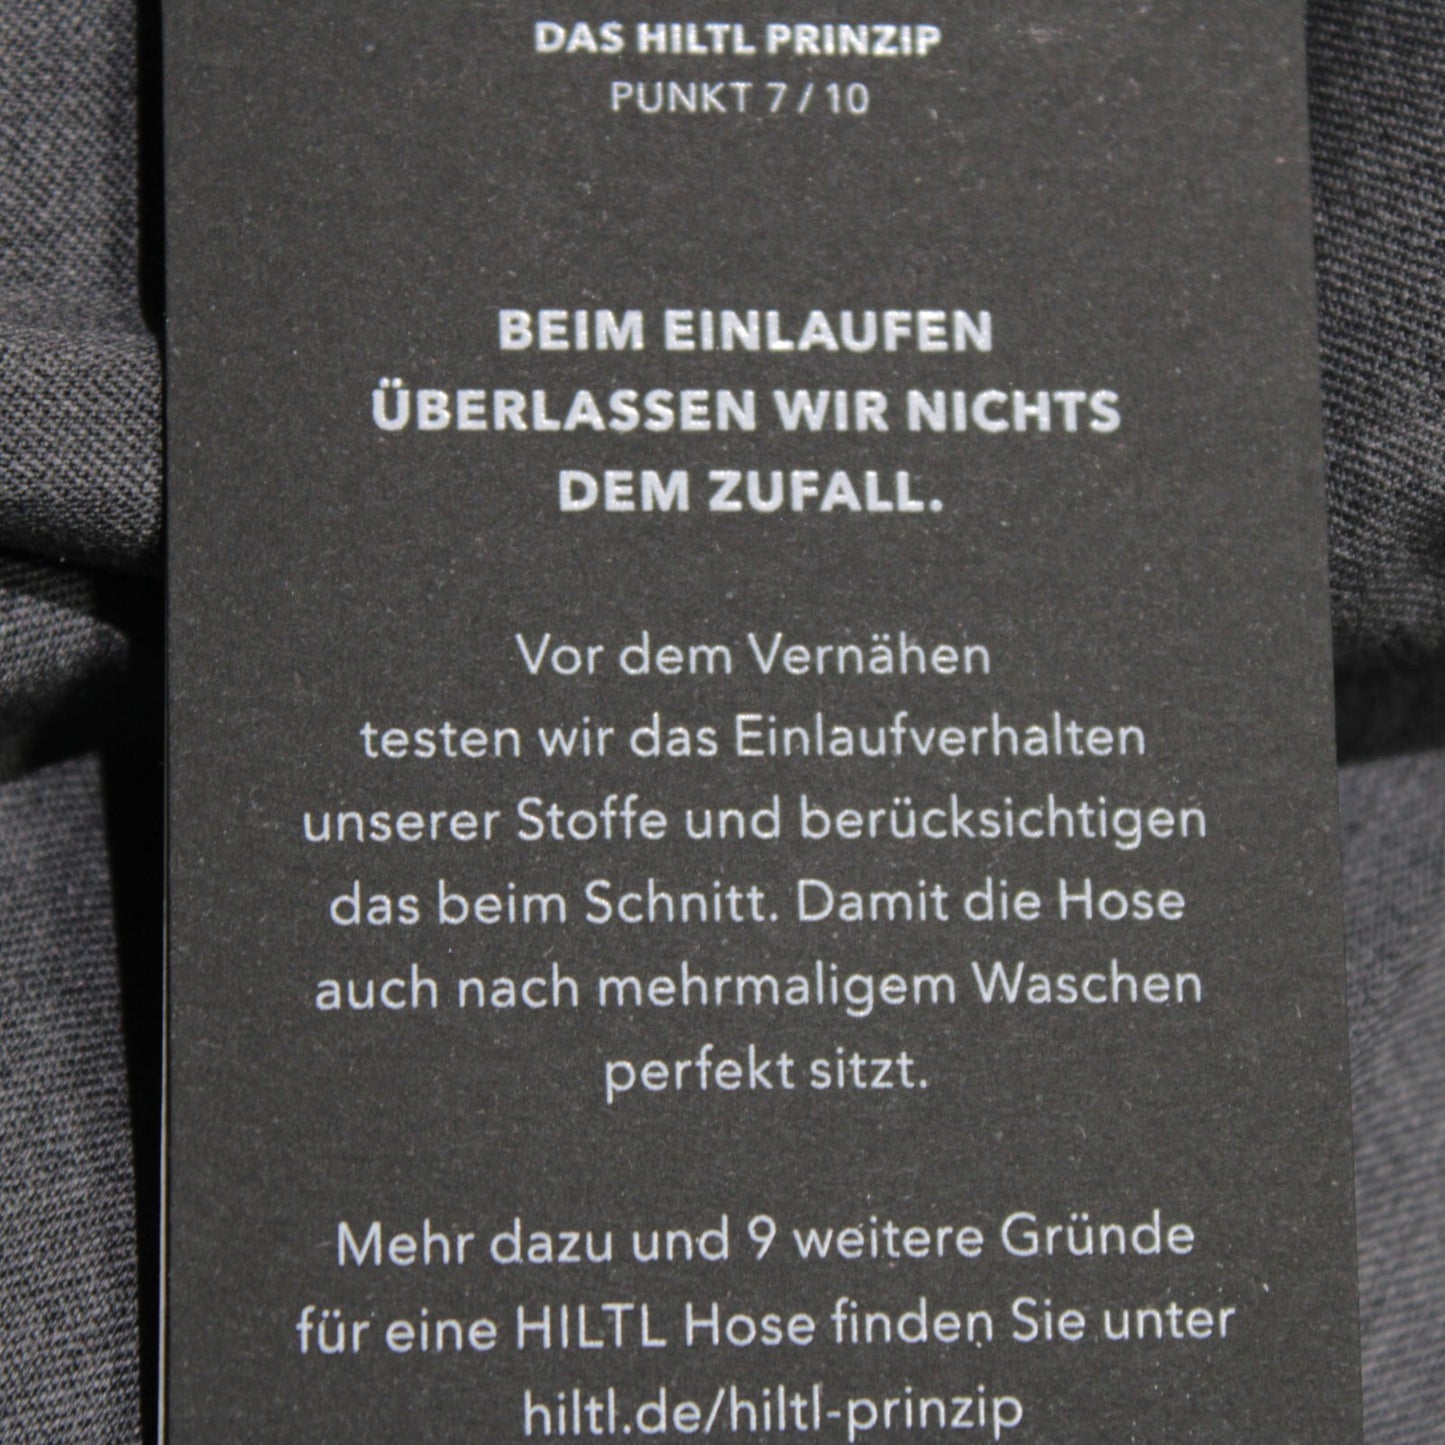 DAS HILTL PRINZIP
PUNKT 7 / 10
BEIM EINLAUFEN
ÜBERLASSEN WIR NICHTS
DEM ZUFALL.
Vor dem Vernähen
testen wir das Einlaufverhalten
unserer Stoffe und berücksichtigen
das beim Schnitt. Damit die Hose
auch nach mehrmaligem Waschen
perfekt sitzt.
Mehr dazu und 9 weitere Gründe
für eine HILTL Hose finden Sie unter
hiltl.de/hiltl-prinzip